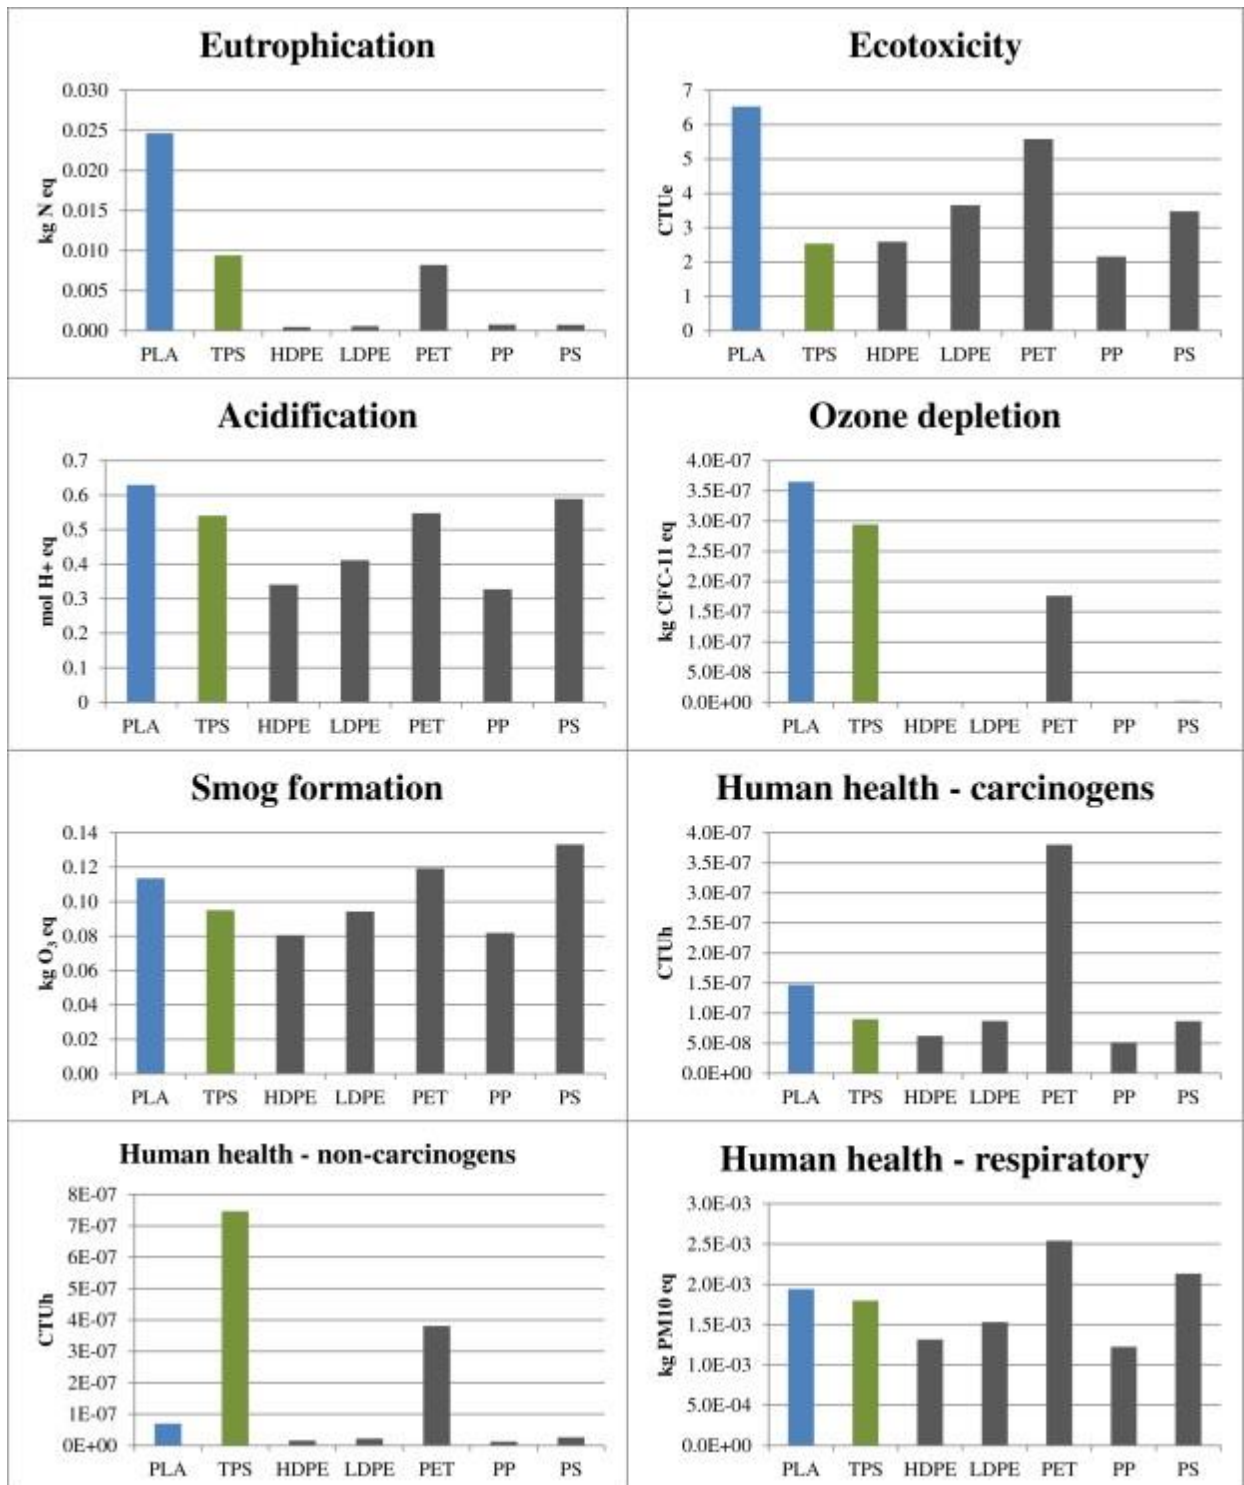 Eutrophication
0.030
0.025
0.020
0.015
0.010
0.005
0.000
kg N eq
PLA TPS HDPE LDPE PET PP PS
Ecotoxicity
7
6
5
4
3
2
1
0
CTUe
PLA TPS HDPE LDPE PET PP PS
Acidification
0.7
0.6
0.5
0.4
0.3
0.2
0.1
0
mol H+ eq
PLA TPS HDPE LDPE PET PP PS
Ozone depletion
4.0E-07
3.5E-07
3.0E-07
2.5E-07
2.0E-07
1.5E-07
1.0E-07
5.0E-08
0.0E+00
kg CFC-11 eq
PLA TPS HDPE LDPE PET PP PS
Smog formation
0.14
0.12
0.10
0.08
0.06
0.04
0.02
0.00
kg O₃ eq
PLA TPS HDPE LDPE PET PP PS
Human health - carcinogens
4.0E-07
3.5E-07
3.0E-07
2.5E-07
2.0E-07
1.5E-07
1.0E-07
5.0E-08
0.0E+00
CTUh
PLA TPS HDPE LDPE PET PP PS
Human health - non-carcinogens
8E-07
7E-07
6E-07
5E-07
4E-07
3E-07
2E-07
1E-07
0E+00
CTUh
PLA TPS HDPE LDPE PET PP PS
Human health - respiratory
3.0E-03
2.5E-03
2.0E-03
1.5E-03
1.0E-03
5.0E-04
0.0E+00
kg PM10 eq
PLA TPS HDPE LDPE PET PP PS